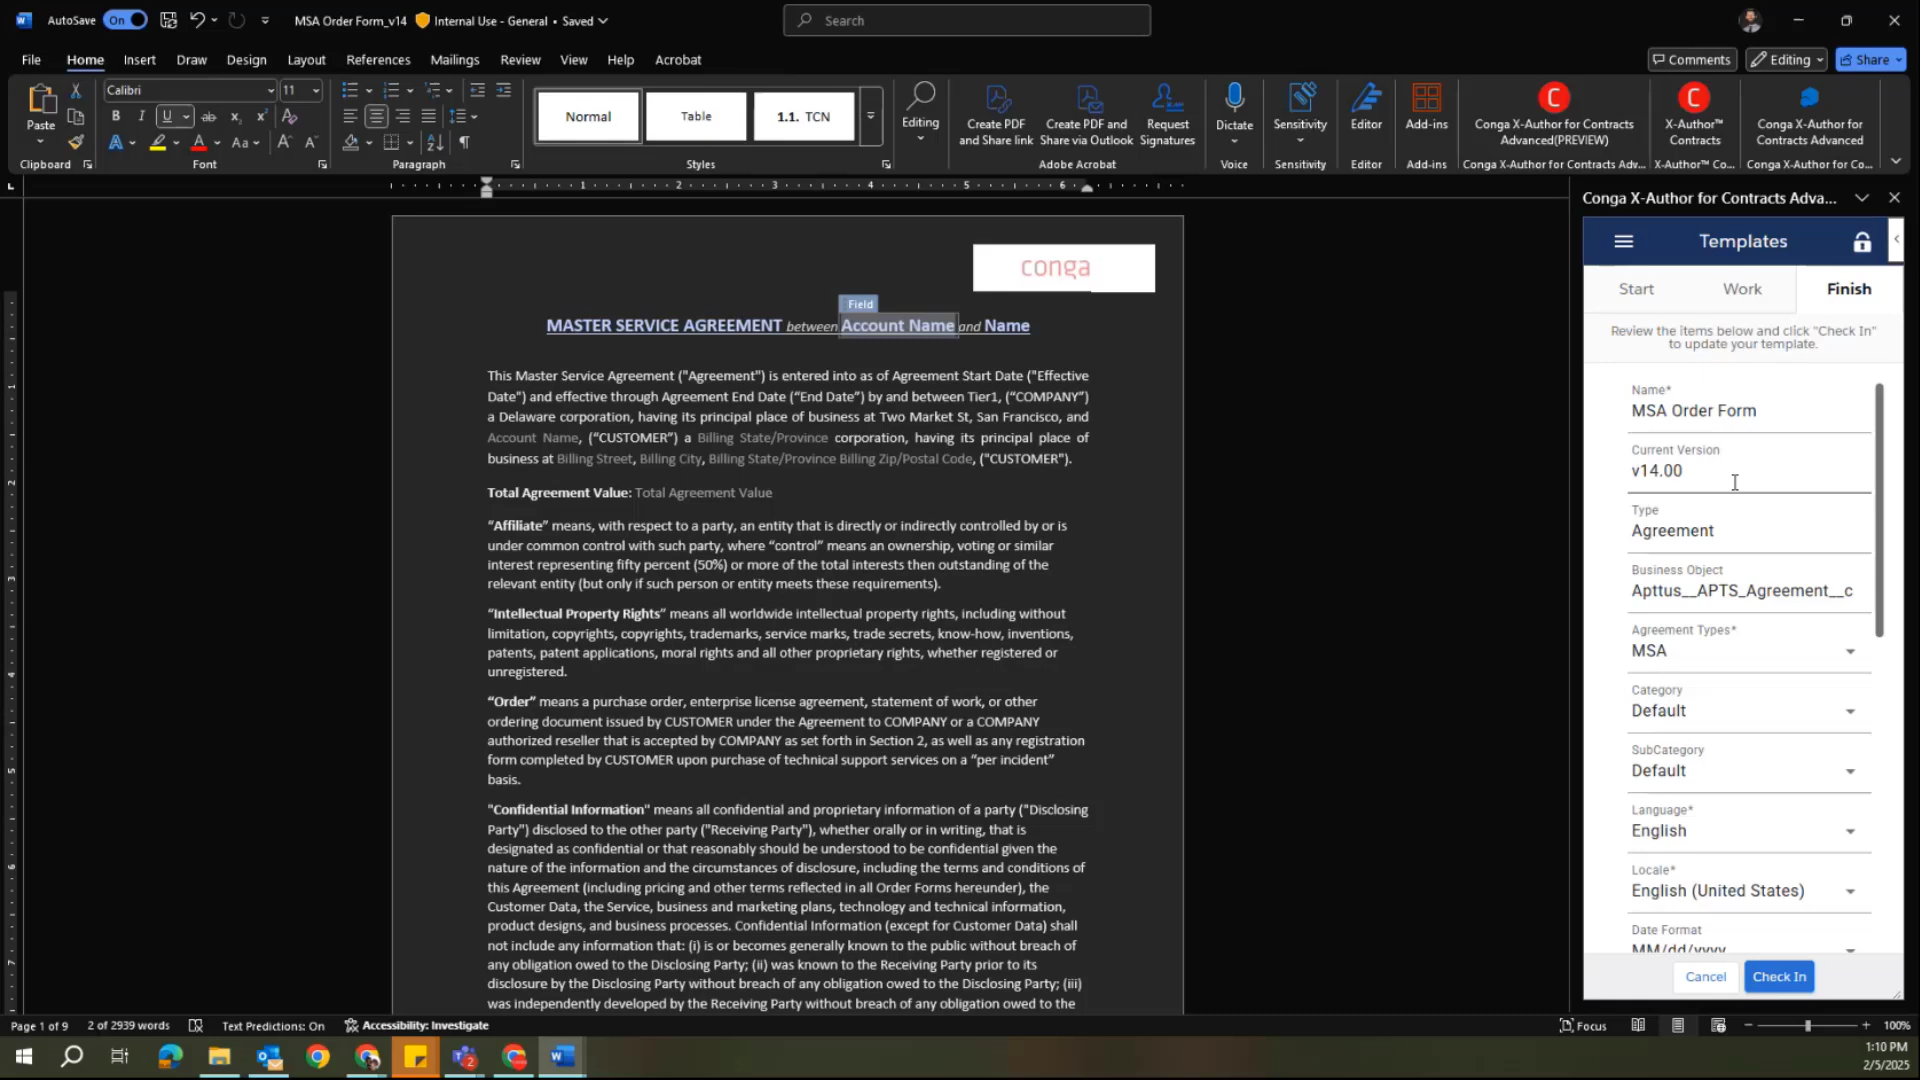 AutoSave On MSA Order Form_v14 Internal Use - General • Saved Search
File Home Insert Draw Design Layout References Mailings Review View Help Acrobat Comments Editing Share
Paste Calibri 11 Normal Table 1.1. TCN Editing
Create PDF and Share link
Create PDF and Share via Outlook
Request Signatures
Dictate Sensitivity Editor Add-ins
Conga X-Author for Contracts Advanced(PREVIEW)
X-Author™ Contracts
Conga X-Author for Contracts Advanced
Clipboard Font Paragraph Styles Adobe Acrobat Voice Sensitivity Editor Add-ins Conga X-Author for Contracts Adv... X-Author™ Co... Conga X-Author for Co...
1 2 3 4 5 6
conga
Field
MASTER SERVICE AGREEMENT between Account Name and Name
This Master Service Agreement ("Agreement") is entered into as of Agreement Start Date ("Effective
Date") and effective through Agreement End Date (“End Date”) by and between Tier1, (“COMPANY”)
a Delaware corporation, having its principal place of business at Two Market St, San Francisco, and
Account Name, (“CUSTOMER”) a Billing State/Province corporation, having its principal place of
business at Billing Street, Billing City, Billing State/Province Billing Zip/Postal Code, ("CUSTOMER").
Total Agreement Value: Total Agreement Value
“Affiliate” means, with respect to a party, an entity that is directly or indirectly controlled by or is
under common control with such party, where “control” means an ownership, voting or similar
interest representing fifty percent (50%) or more of the total interests then outstanding of the
relevant entity (but only if such person or entity meets these requirements).
“Intellectual Property Rights” means all worldwide intellectual property rights, including without
limitation, copyrights, copyrights, trademarks, service marks, trade secrets, know-how, inventions,
patents, patent applications, moral rights and all other proprietary rights, whether registered or
unregistered.
“Order” means a purchase order, enterprise license agreement, statement of work, or other
ordering document issued by CUSTOMER under the Agreement to COMPANY or a COMPANY
authorized reseller that is accepted by COMPANY as set forth in Section 2, as well as any registration
form completed by CUSTOMER upon purchase of technical support services on a “per incident”
basis.
"Confidential Information" means all confidential and proprietary information of a party ("Disclosing
Party") disclosed to the other party ("Receiving Party"), whether orally or in writing, that is
designated as confidential or that reasonably should be understood to be confidential given the
nature of the information and the circumstances of disclosure, including the terms and conditions of
this Agreement (including pricing and other terms reflected in all Order Forms hereunder), the
Customer Data, the Service, business and marketing plans, technology and technical information,
product designs, and business processes. Confidential Information (except for Customer Data) shall
not include any information that: (i) is or becomes generally known to the public without breach of
any obligation owed to the Disclosing Party; (ii) was known to the Receiving Party prior to its
disclosure by the Disclosing Party without breach of any obligation owed to the Disclosing Party; (iii)
was independently developed by the Receiving Party without breach of any obligation owed to the
Conga X-Author for Contracts Adva...
Templates
Start Work Finish
Review the items below and click "Check In"
to update your template.
Name*
MSA Order Form
Current Version
v14.00
Type
Agreement
Business Object
Apttus__APTS_Agreement__c
Agreement Types*
MSA
Category
Default
SubCategory
Default
Language*
English
Locale*
English (United States)
Date Format
MM/dd/yyyy
Cancel Check In
Page 1 of 9 2 of 2939 words Text Predictions: On Accessibility: Investigate Focus 100%
1:10 PM
2/5/2025